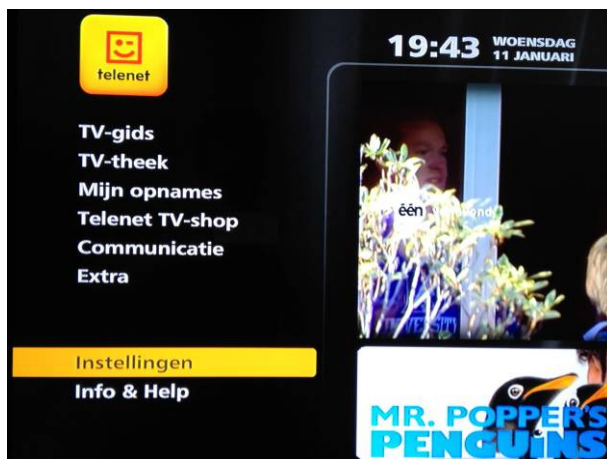 telenet
19:43 WOENSDAG
11 JANUARI
TV-gids
TV-theek
Mijn opnames
Telenet TV-shop
Communicatie
Extra
Instellingen
Info & Help
één
MR. POPPER'S
PENGUINS